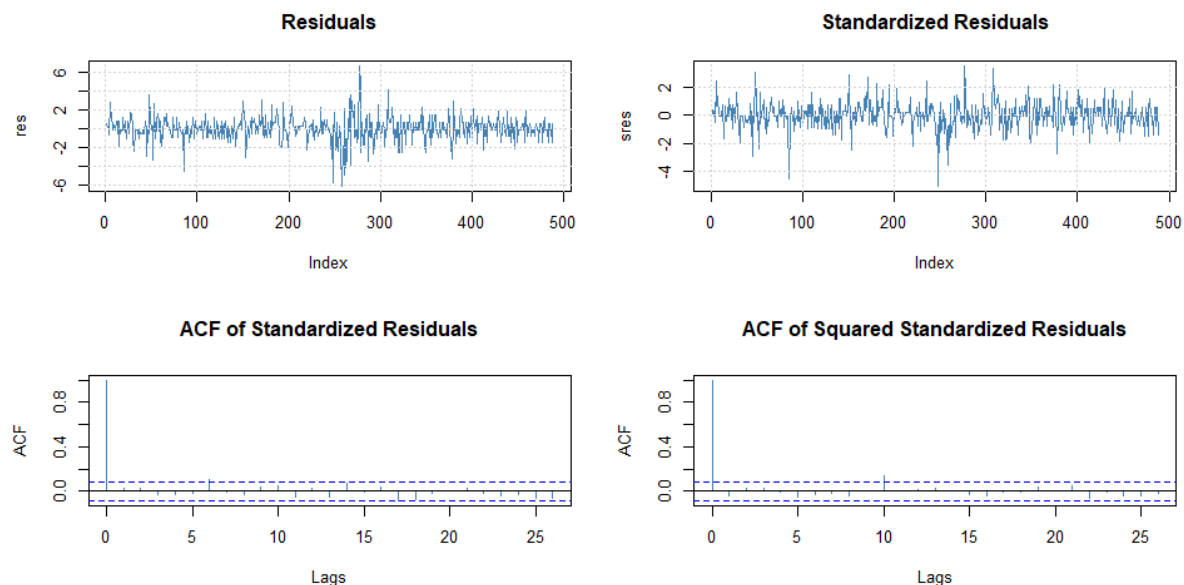 Residuals
res
6
2
-2
-6
0 100 200 300 400 500
Index
Standardized Residuals
sres
2
0
-2
-4
0 100 200 300 400 500
Index
ACF of Standardized Residuals
ACF
0.8
0.4
0.0
0 5 10 15 20 25
Lags
ACF of Squared Standardized Residuals
ACF
0.8
0.4
0.0
0 5 10 15 20 25
Lags